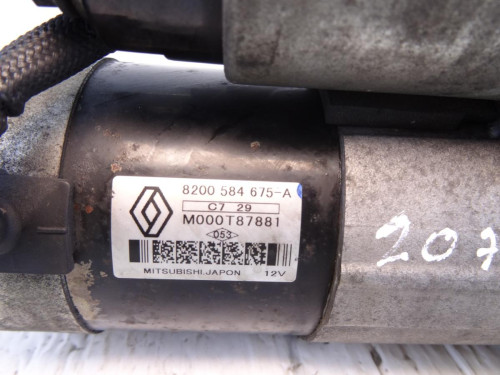 8200 584 675-A
C7 29
M000T87881
D53
MITSUBISHI.JAPON 12V
207